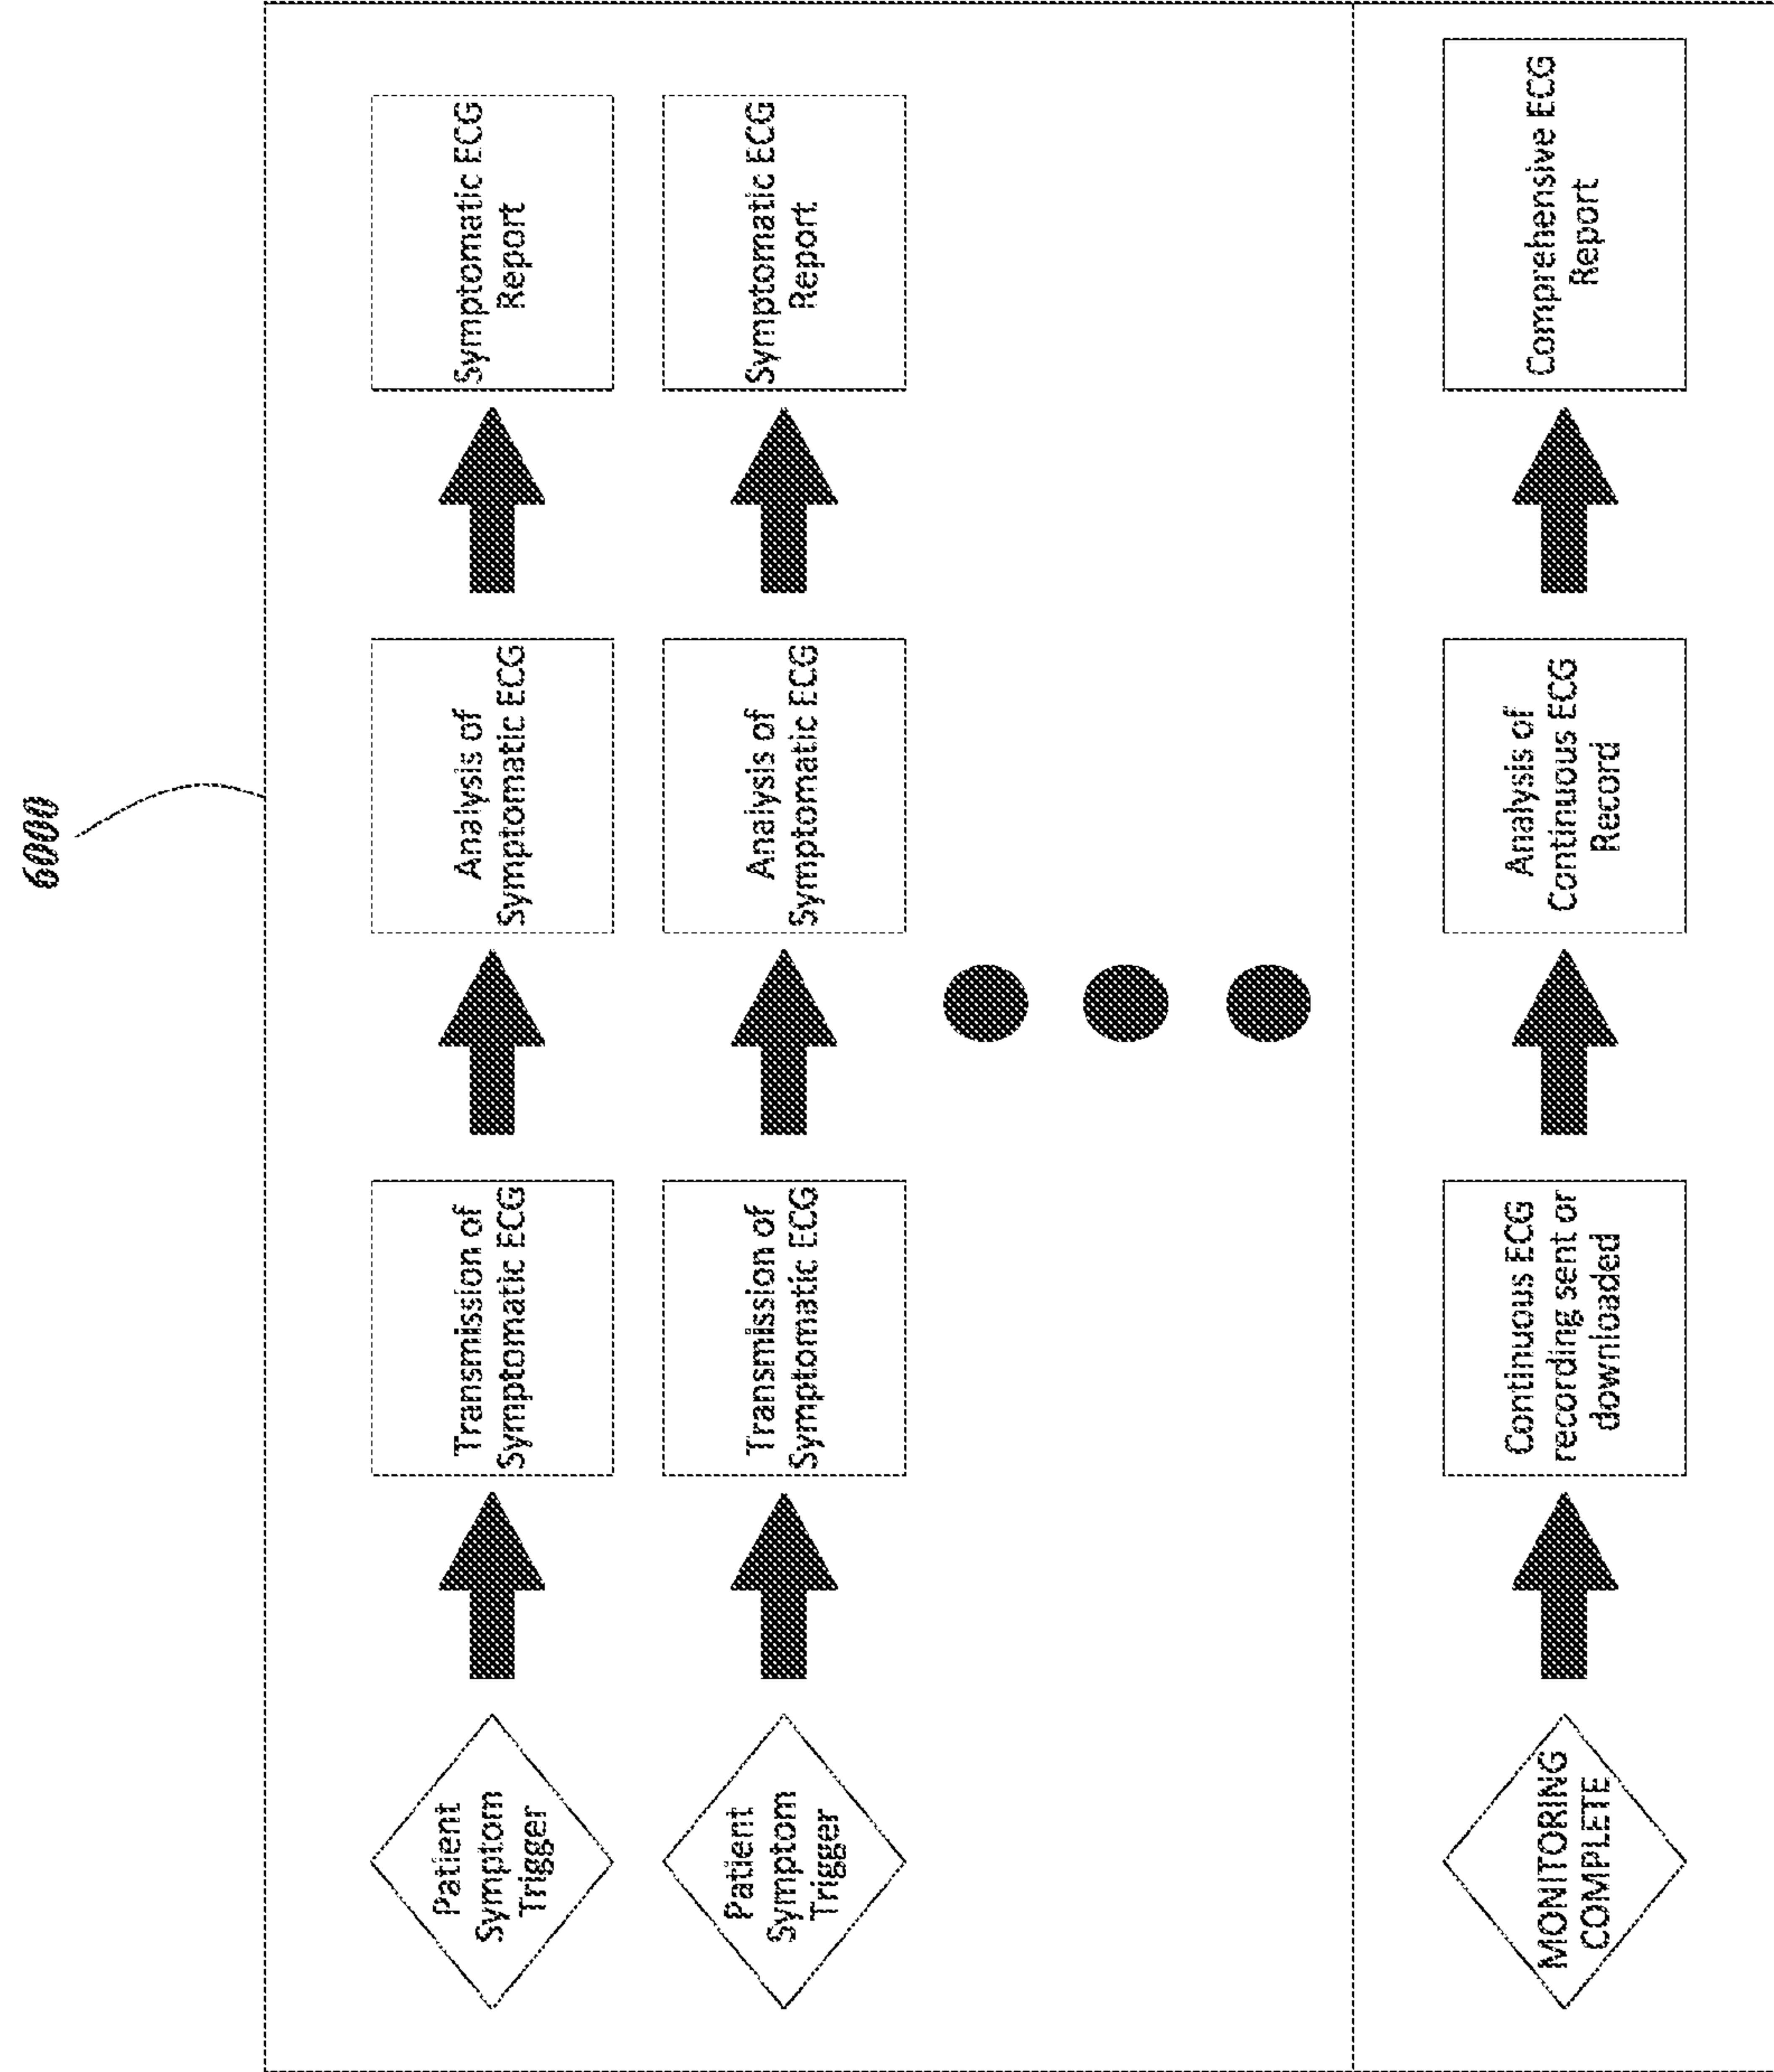 6000
Patient
Symptom
Trigger
Transmission of
Symptomatic ECG
Analysis of
Symptomatic ECG
Symptomatic ECG
Report
Patient
Symptom
Trigger
Transmission of
Symptomatic ECG
Analysis of
Symptomatic ECG
Symptomatic ECG
Report
MONITORING
COMPLETE
Continuous ECG
recording sent or
downloaded
Analysis of
Continuous ECG
Record
Comprehensive ECG
Report